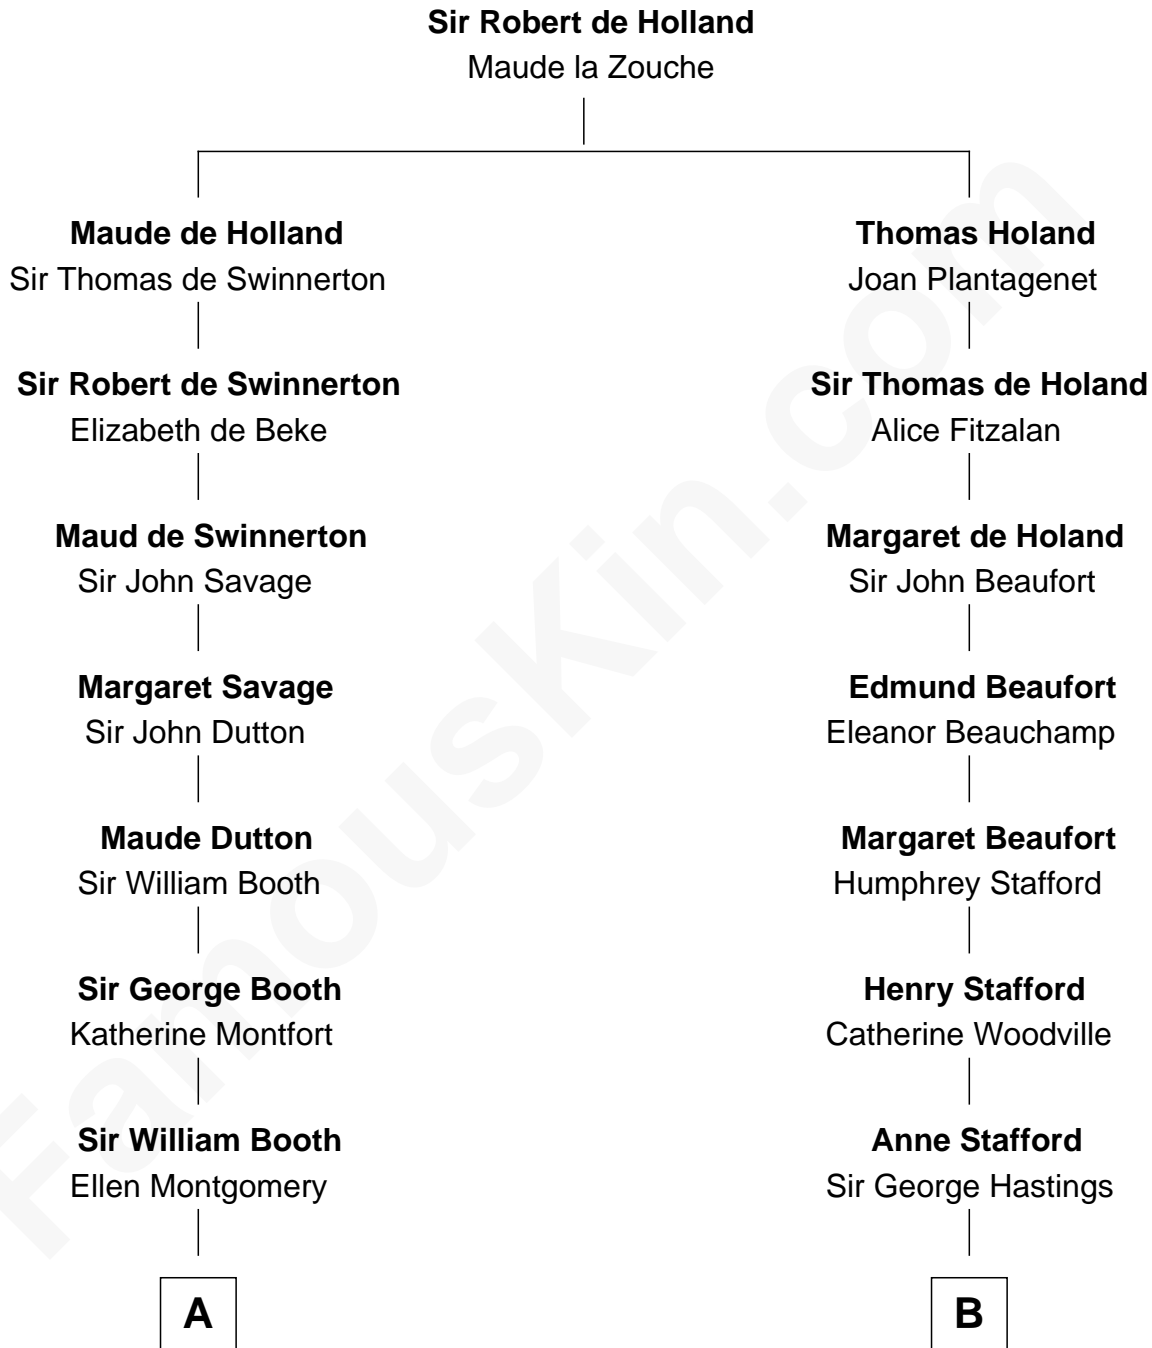 Sir Robert de Holland
Maude la Zouche
Maude de Holland
Sir Thomas de Swinnerton
Sir Robert de Swinnerton
Elizabeth de Beke
Maud de Swinnerton
Sir John Savage
Margaret Savage
Sir John Dutton
Maude Dutton
Sir William Booth
Sir George Booth
Katherine Montfort
Sir William Booth
Ellen Montgomery
A
Thomas Holand
Joan Plantagenet
Sir Thomas de Holand
Alice Fitzalan
Margaret de Holand
Sir John Beaufort
Edmund Beaufort
Eleanor Beauchamp
Margaret Beaufort
Humphrey Stafford
Henry Stafford
Catherine Woodville
Anne Stafford
Sir George Hastings
B
FamousKin.com